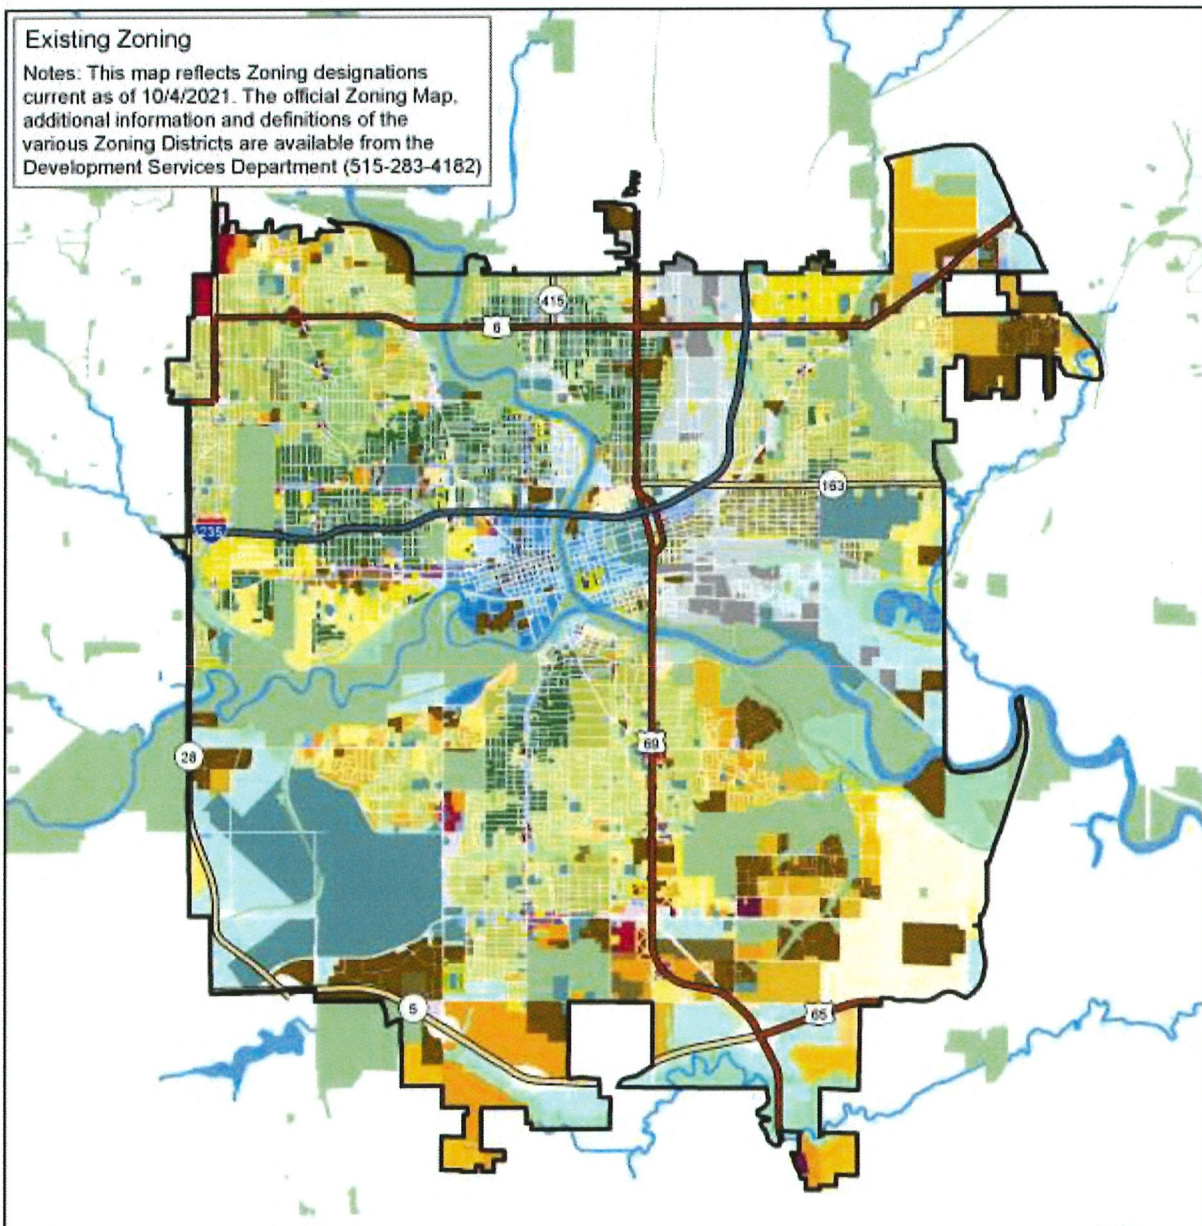 Existing Zoning
Notes: This map reflects Zoning designations
current as of 10/4/2021. The official Zoning Map,
additional information and definitions of the
various Zoning Districts are available from the
Development Services Department (515-283-4182)
415
6
163
235
69
28
5
65